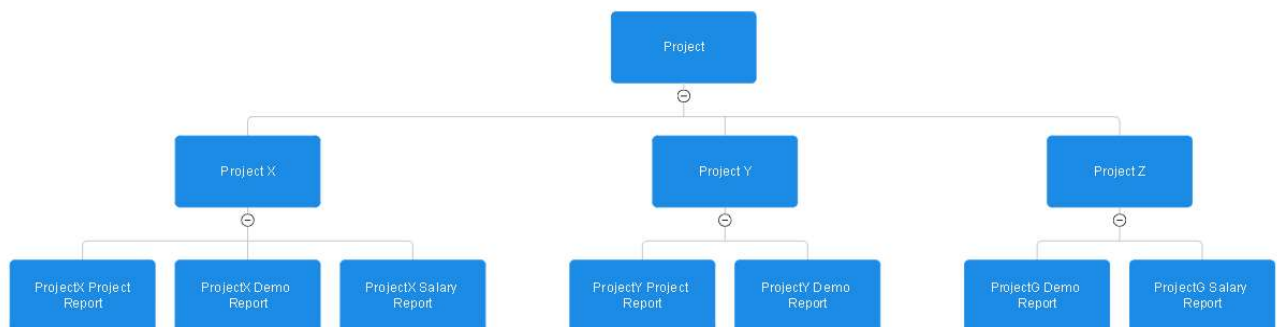 Project
Project X
Project Y
Project Z
ProjectX Project
Report
ProjectX Demo
Report
ProjectX Salary
Report
ProjectY Project
Report
ProjectY Demo
Report
ProjectG Demo
Report
ProjectG Salary
Report